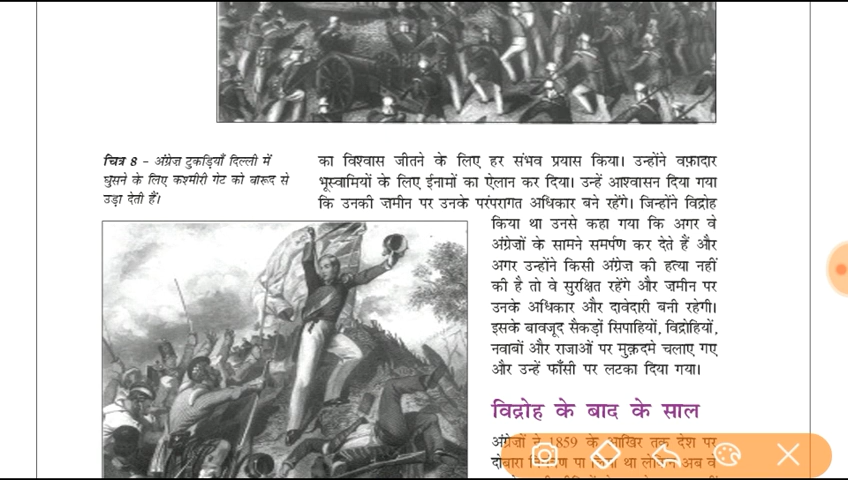 चित्र 8 – अंग्रेज टुकड़ियाँ दिल्ली में
घुसने के लिए कश्मीरी गेट को बारूद से
उड़ा देती हैं।
का विश्वास जीतने के लिए हर संभव प्रयास किया। उन्होंने वफ़ादार
भूस्वामियों के लिए ईनामों का ऐलान कर दिया। उन्हें आश्वासन दिया गया
कि उनकी ज़मीन पर उनके परंपरागत अधिकार बने रहेंगे। जिन्होंने विद्रोह
किया था उनसे कहा गया कि अगर वे
अंग्रेजों के सामने समर्पण कर देते हैं और
अगर उन्होंने किसी अंग्रेज की हत्या नहीं
की है तो वे सुरक्षित रहेंगे और ज़मीन पर
उनके अधिकार और दावेदारी बनी रहेगी।
इसके बावजूद सैकड़ों सिपाहियों, विद्रोहियों,
नवाबों और राजाओं पर मुक़दमे चलाए गए
और उन्हें फाँसी पर लटका दिया गया।
विद्रोह के बाद के साल
अंग्रेजों ने 1859 के आखिर तक देश पर
दोबारा पा था लेकिन अब वे